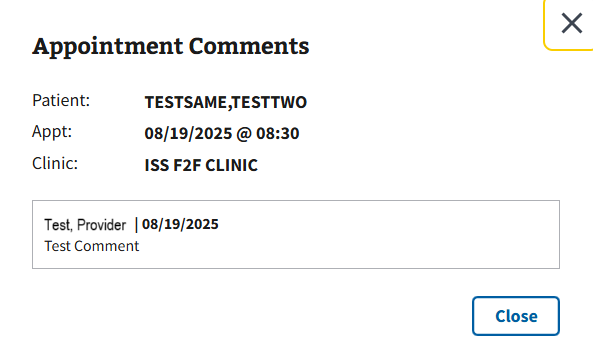 Appointment Comments
Patient: TESTSAME,TESTTWO
Appt: 08/19/2025 @ 08:30
Clinic: ISS F2F CLINIC
Test, Provider | 08/19/2025
Test Comment
Close